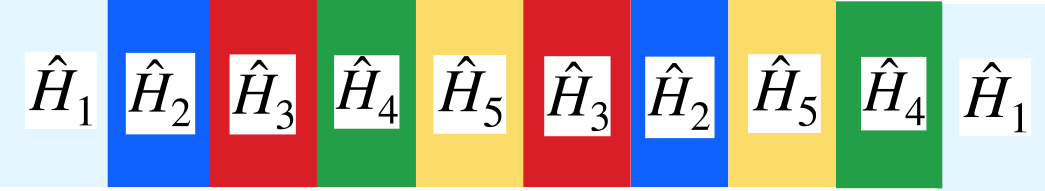 Ĥ₁ Ĥ₂ Ĥ₃ Ĥ₄ Ĥ₅ Ĥ₃ Ĥ₂ Ĥ₅ Ĥ₄ Ĥ₁